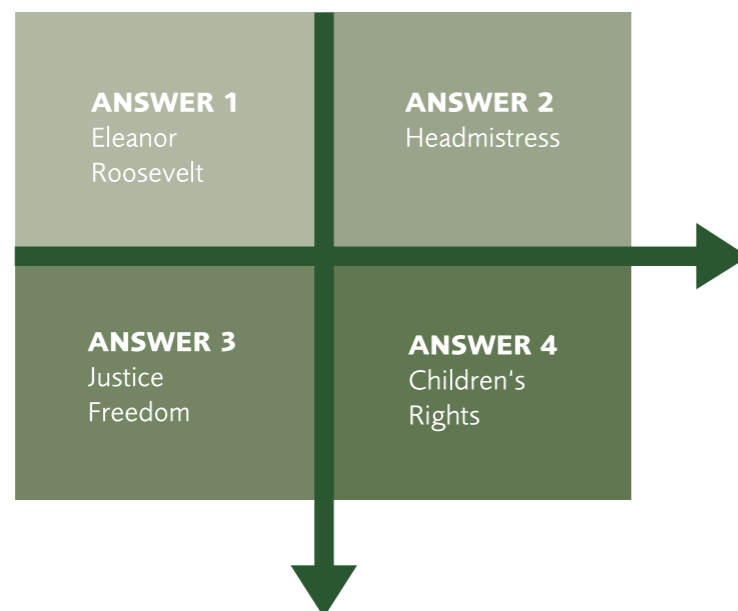 ANSWER 1
Eleanor
Roosevelt
ANSWER 2
Headmistress
ANSWER 3
Justice
Freedom
ANSWER 4
Children's
Rights